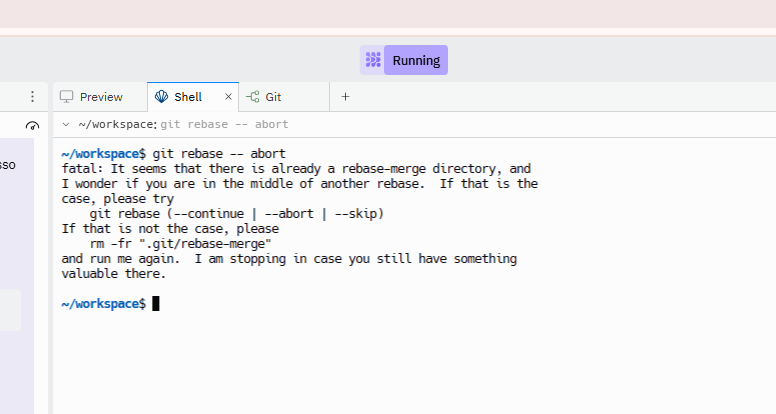 Running
Preview
Shell
Git
~/workspace: git rebase -- abort
sso
~/workspace$ git rebase -- abort
fatal: It seems that there is already a rebase-merge directory, and
I wonder if you are in the middle of another rebase.  If that is the
case, please try
    git rebase (--continue | --abort | --skip)
If that is not the case, please
    rm -fr ".git/rebase-merge"
and run me again.  I am stopping in case you still have something
valuable there.
~/workspace$